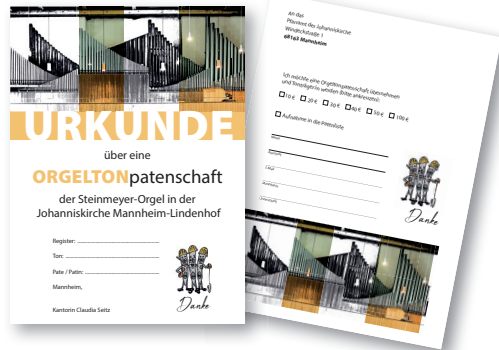 URKUNDE
über eine
ORGELTONpatenschaft
der Steinmeyer-Orgel in der
Johanniskirche Mannheim-Lindenhof
Register:
Ton:
Pate / Patin:
Mannheim,
Kantorin Claudia Seitz
Danke
An das
Pfarramt der Johanniskirche
Windeckstraße 1
68163 Mannheim
Ich möchte eine Orgeltonpatenschaft übernehmen
und TonträgerIn werden (bitte ankreuzen):
10 € 20 € 30 € 40 € 50 € 100 €
Aufnahme in die Patenliste
Danke